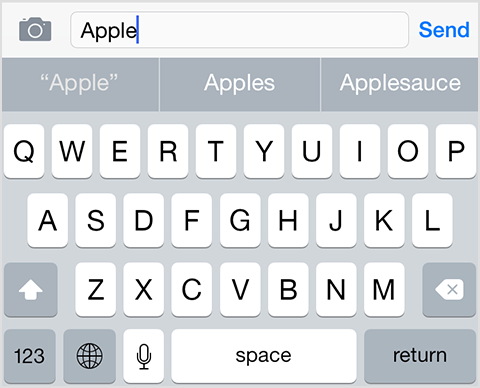 Apple Send
“Apple” Apples Applesauce
Q W E R T Y U I O P
A S D F G H J K L
Z X C V B N M
123 space return